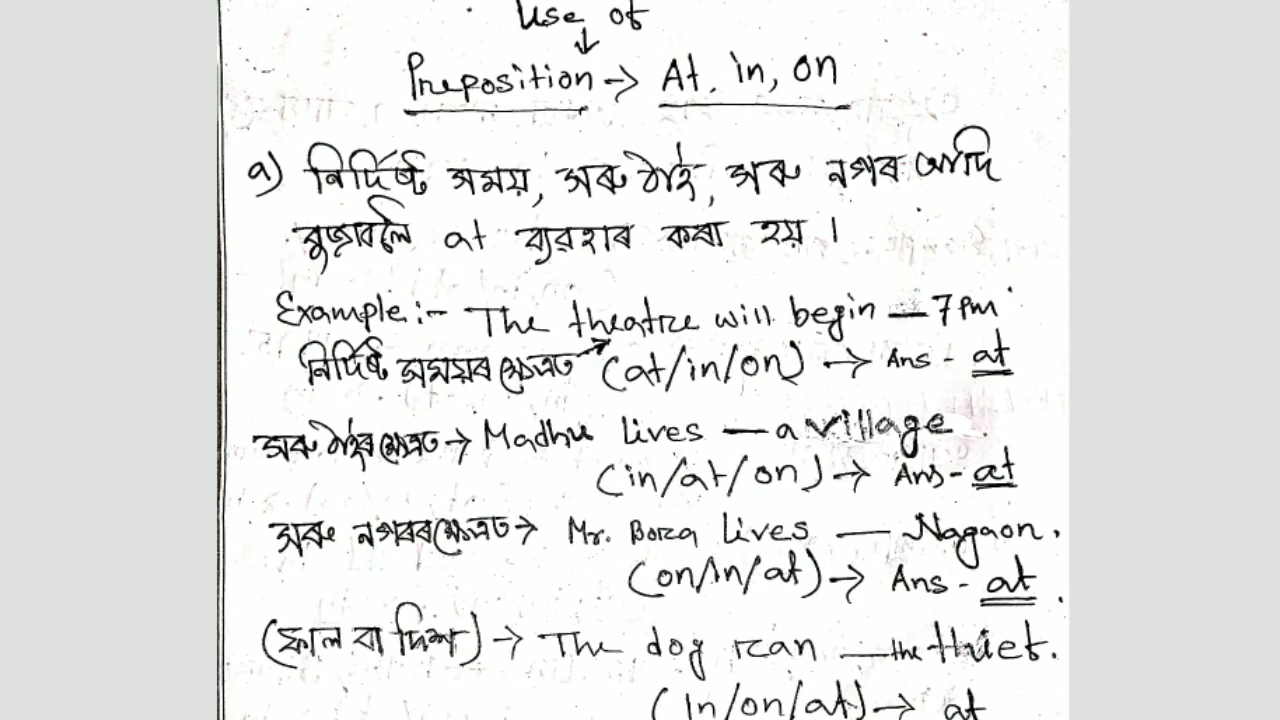 Use of
↓
Preposition → At, in, on
a) নিৰ্দিষ্ট সময়, সৰু ঠাই, সৰু নগৰ আদি
বুজাবলৈ at ব্যৱহাৰ কৰা হয় ।
Example:- The theatre will begin — 7 Pm
নিৰ্দিষ্ট সময়ৰ ক্ষেত্ৰত → (at/in/on) → Ans - at
সৰু ঠাইৰ ক্ষেত্ৰত → Madhu lives — a village.
(in/at/on) → Ans - at
সৰু নগৰৰ ক্ষেত্ৰত → Mr. Bora lives — Nagaon.
(on/in/at) → Ans - at.
(ফাল বা দিশ) → The dog ran — the thief.
(in/on/at) → at